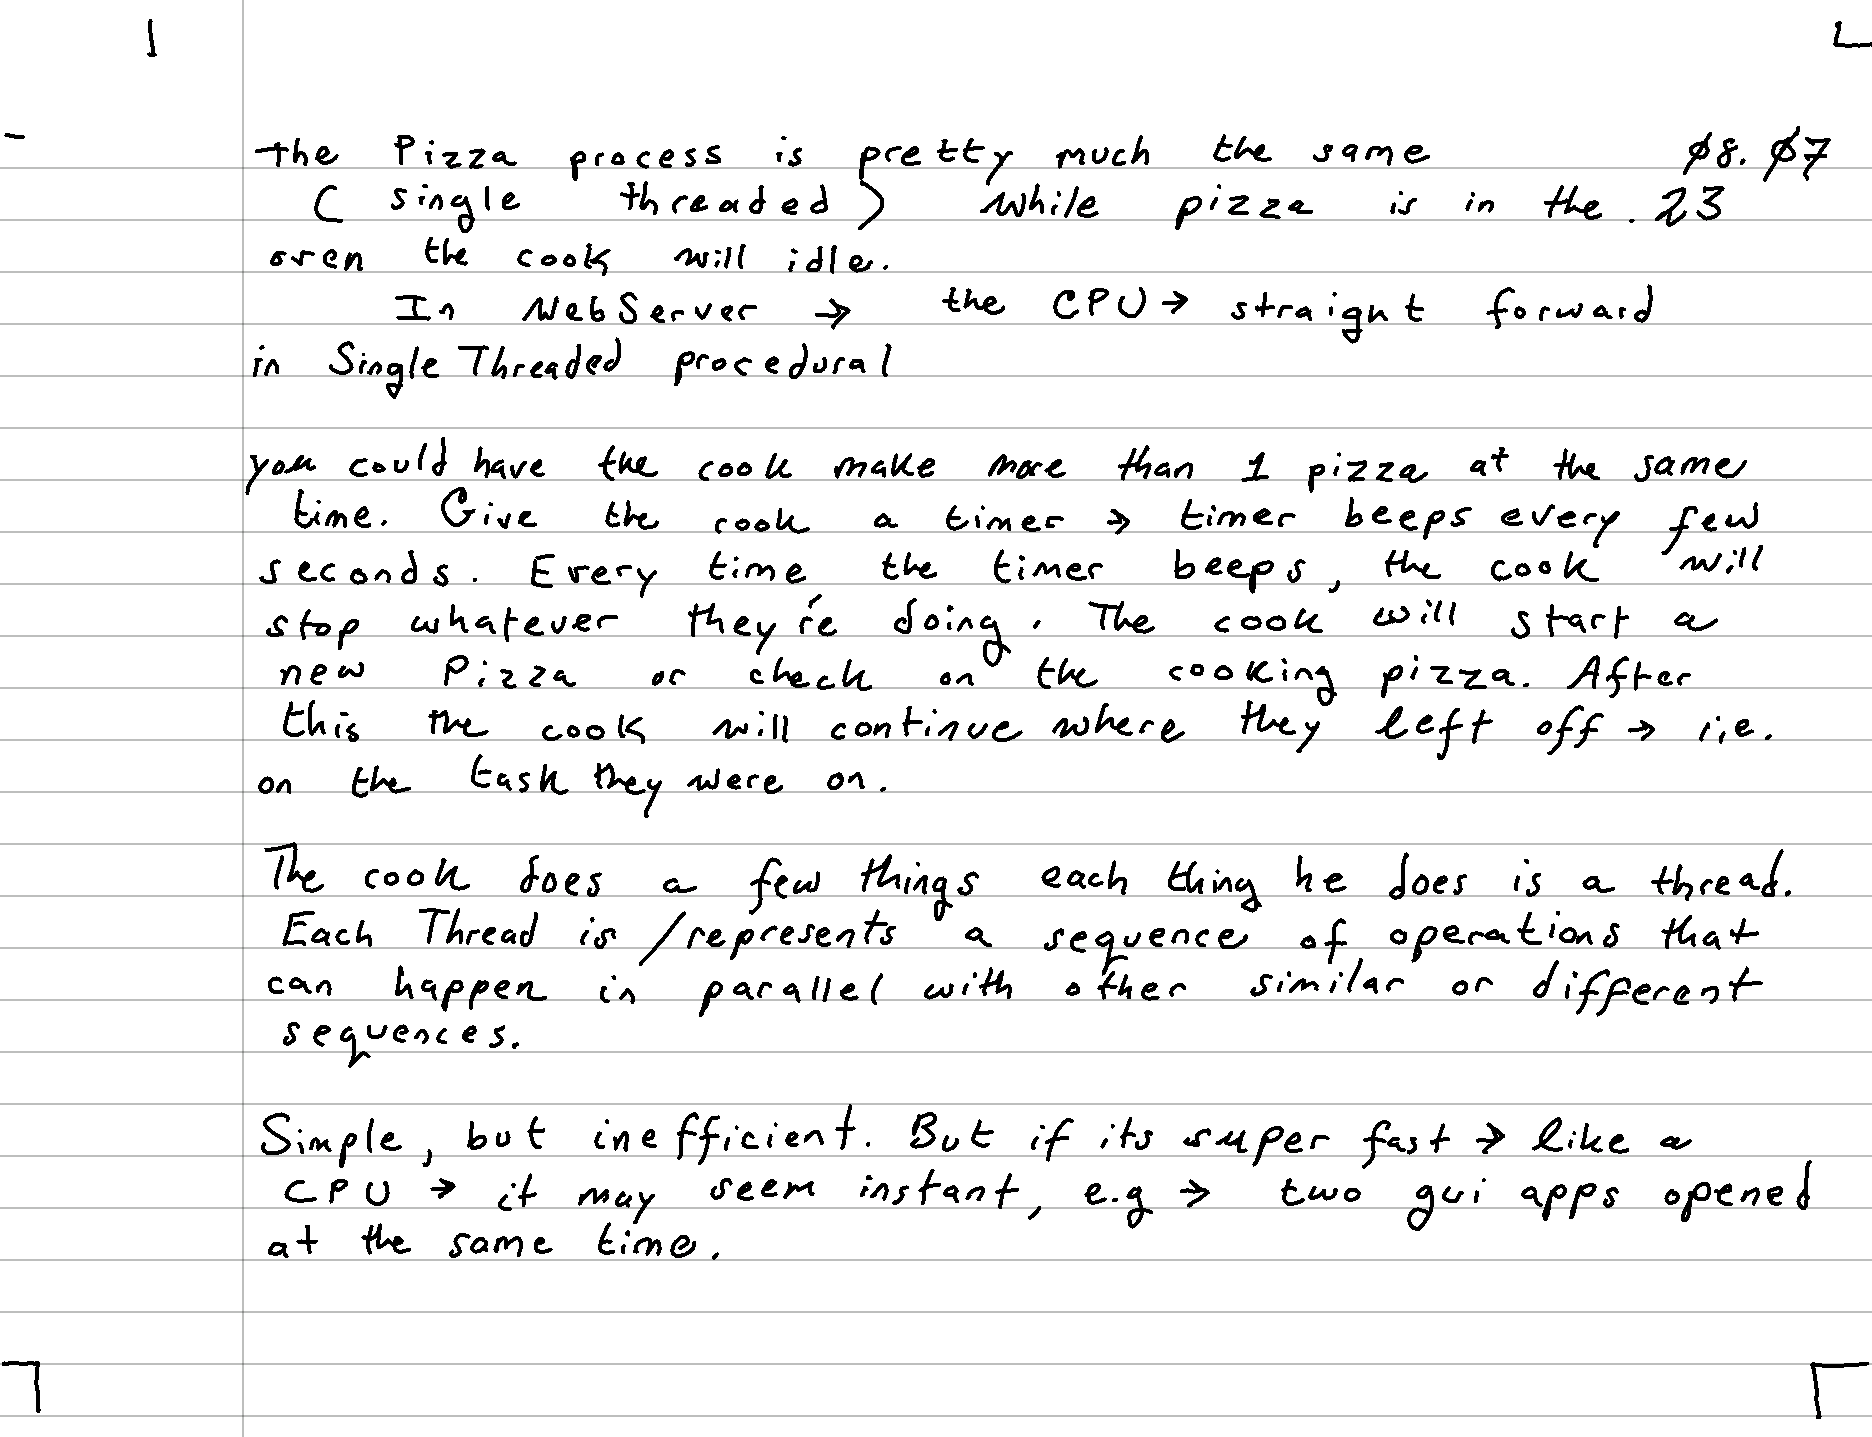 The Pizza process is pretty much the same 08.07
( single threaded ) while pizza is in the .23
oven the cook will idle.
In WebServer → the CPU → straight forward
in Single Threaded procedural
you could have the cook make more than 1 pizza at the same
time. Give the cook a timer → timer beeps every few
seconds. Every time the timer beeps, the cook will
stop whatever they're doing. The cook will start a
new Pizza or check on the cooking pizza. After
this the cook will continue where they left off → i.e.
on the task they were on.
The cook does a few things each thing he does is a thread.
Each Thread is /represents a sequence of operations that
can happen in parallel with other similar or different
sequences.
Simple, but inefficient. But if its super fast → like a
CPU → it may seem instant, e.g → two gui apps opened
at the same time.